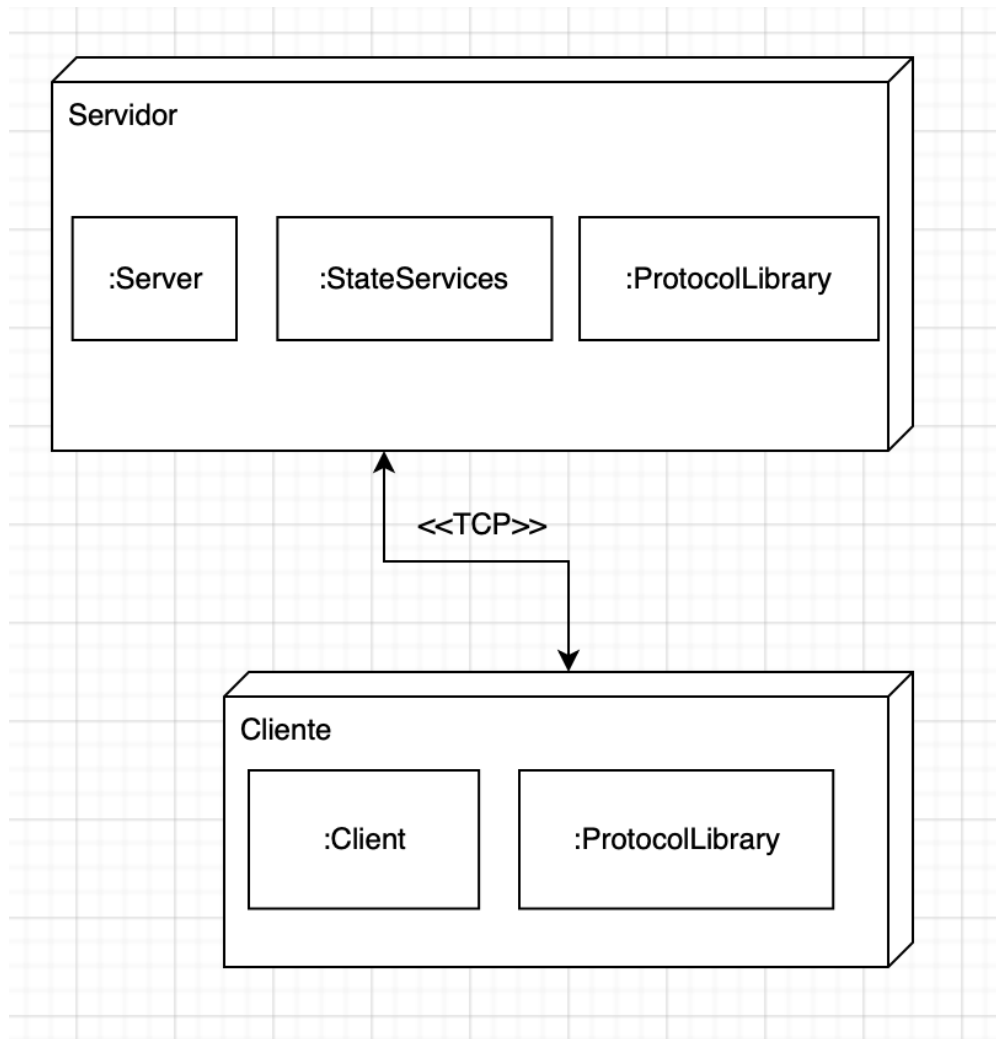 Servidor
:Server
:StateServices
:ProtocolLibrary
<<TCP>>
Cliente
:Client
:ProtocolLibrary